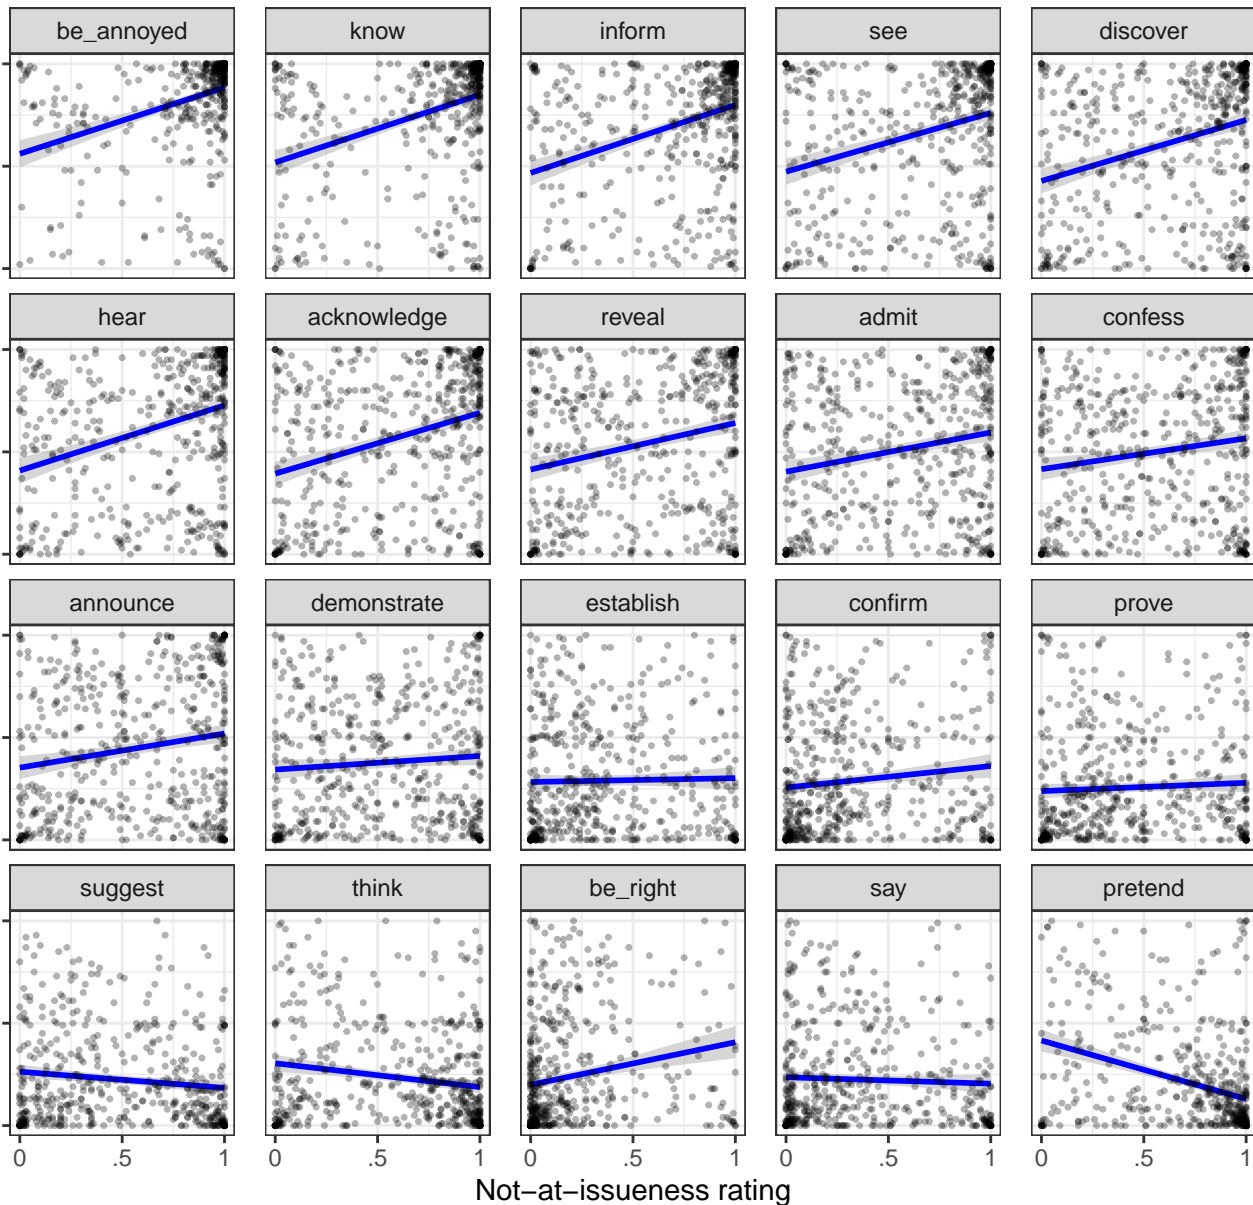 be_annoyed know inform see discover
hear acknowledge reveal admit confess
announce demonstrate establish confirm prove
suggest think be_right say pretend
0 .5 1 0 .5 1 0 .5 1 0 .5 1 0 .5 1
Not−at−issueness rating